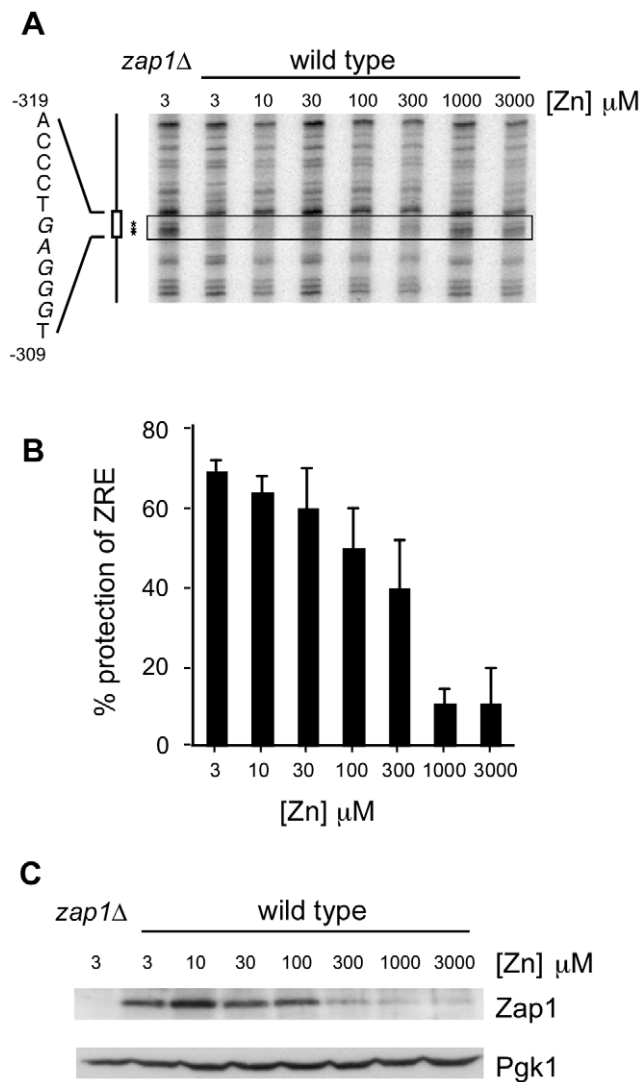 A
zap1Δ wild type
3 3 10 30 100 300 1000 3000 [Zn] μM
-319
A
C
C
C
T
G
A
G
G
G
T
-309
**
B
% protection of ZRE
80
60
40
20
0
3 10 30 100 300 1000 3000
[Zn] μM
C
zap1Δ wild type
3 3 10 30 100 300 1000 3000 [Zn] μM
Zap1
Pgk1